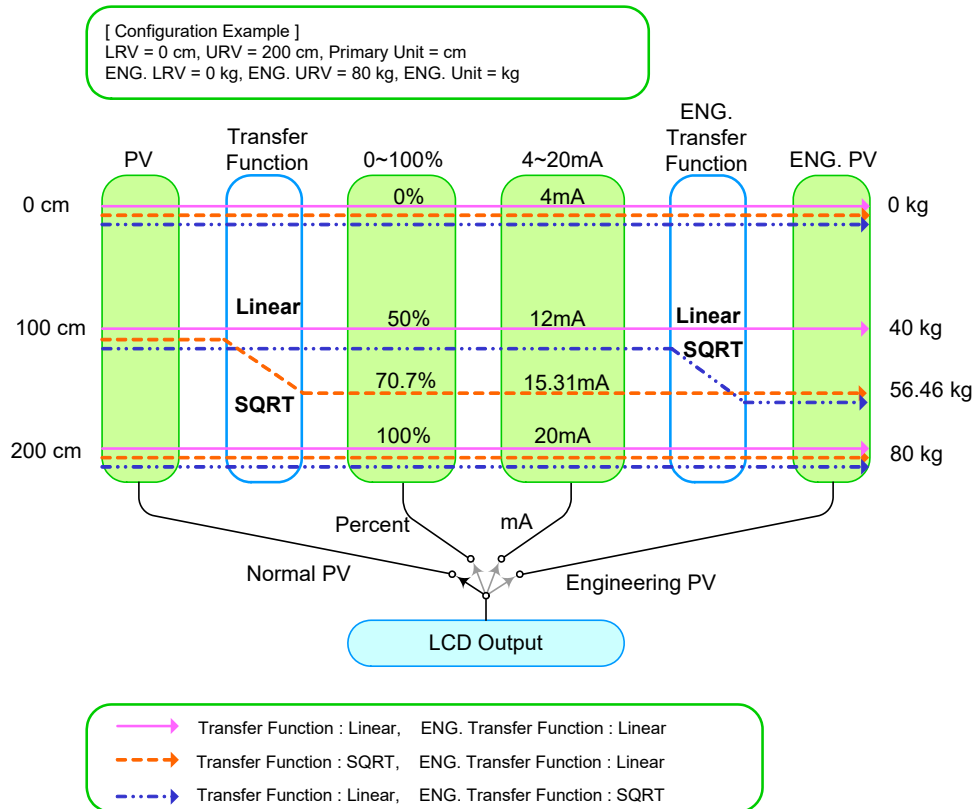 [ Configuration Example ]
LRV = 0 cm, URV = 200 cm, Primary Unit = cm
ENG. LRV = 0 kg, ENG. URV = 80 kg, ENG. Unit = kg
PV
Transfer
Function
0~100%
4~20mA
ENG.
Transfer
Function
ENG. PV
0 cm
0%
4mA
0 kg
Linear
100 cm
50%
12mA
Linear
40 kg
SQRT
SQRT
70.7%
15.31mA
56.46 kg
200 cm
100%
20mA
80 kg
Percent
mA
Normal PV
Engineering PV
LCD Output
Transfer Function : Linear, ENG. Transfer Function : Linear
Transfer Function : SQRT, ENG. Transfer Function : Linear
Transfer Function : Linear, ENG. Transfer Function : SQRT